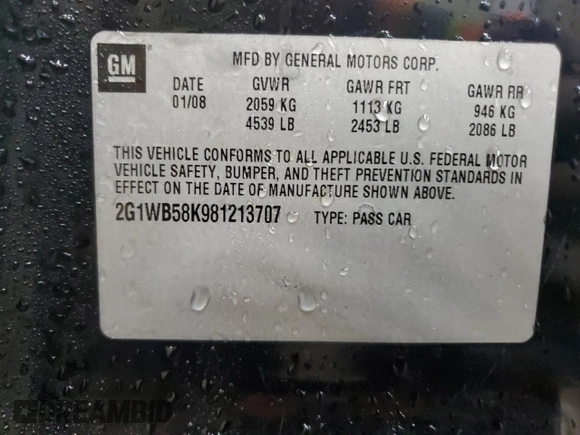 GM
MFD BY GENERAL MOTORS CORP.
DATE GVWR GAWR FRT GAWR RR
01/08 2059 KG 1113 KG 946 KG
4539 LB 2453 LB 2086 LB
THIS VEHICLE CONFORMS TO ALL APPLICABLE U.S. FEDERAL MOTOR
VEHICLE SAFETY, BUMPER, AND THEFT PREVENTION STANDARDS IN
EFFECT ON THE DATE OF MANUFACTURE SHOWN ABOVE.
2G1WB58K981213707 TYPE: PASS CAR
DREAMBID